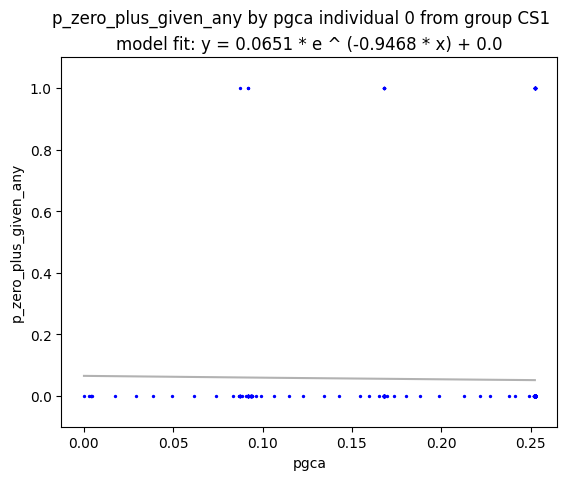 p_zero_plus_given_any by pgca individual 0 from group CS1
model fit: y = 0.0651 * e ^ (-0.9468 * x) + 0.0
1.0
0.8
0.6
0.4
0.2
0.0
p_zero_plus_given_any
0.00 0.05 0.10 0.15 0.20 0.25
pgca